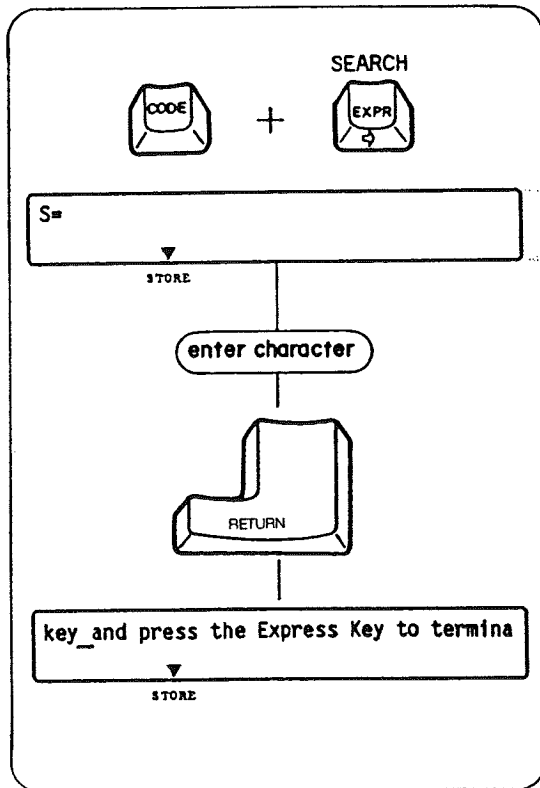 SEARCH
CODE + EXPR
⇨
S=
▼
STORE
enter character
RETURN
key_and press the Express Key to termina
▼
STORE